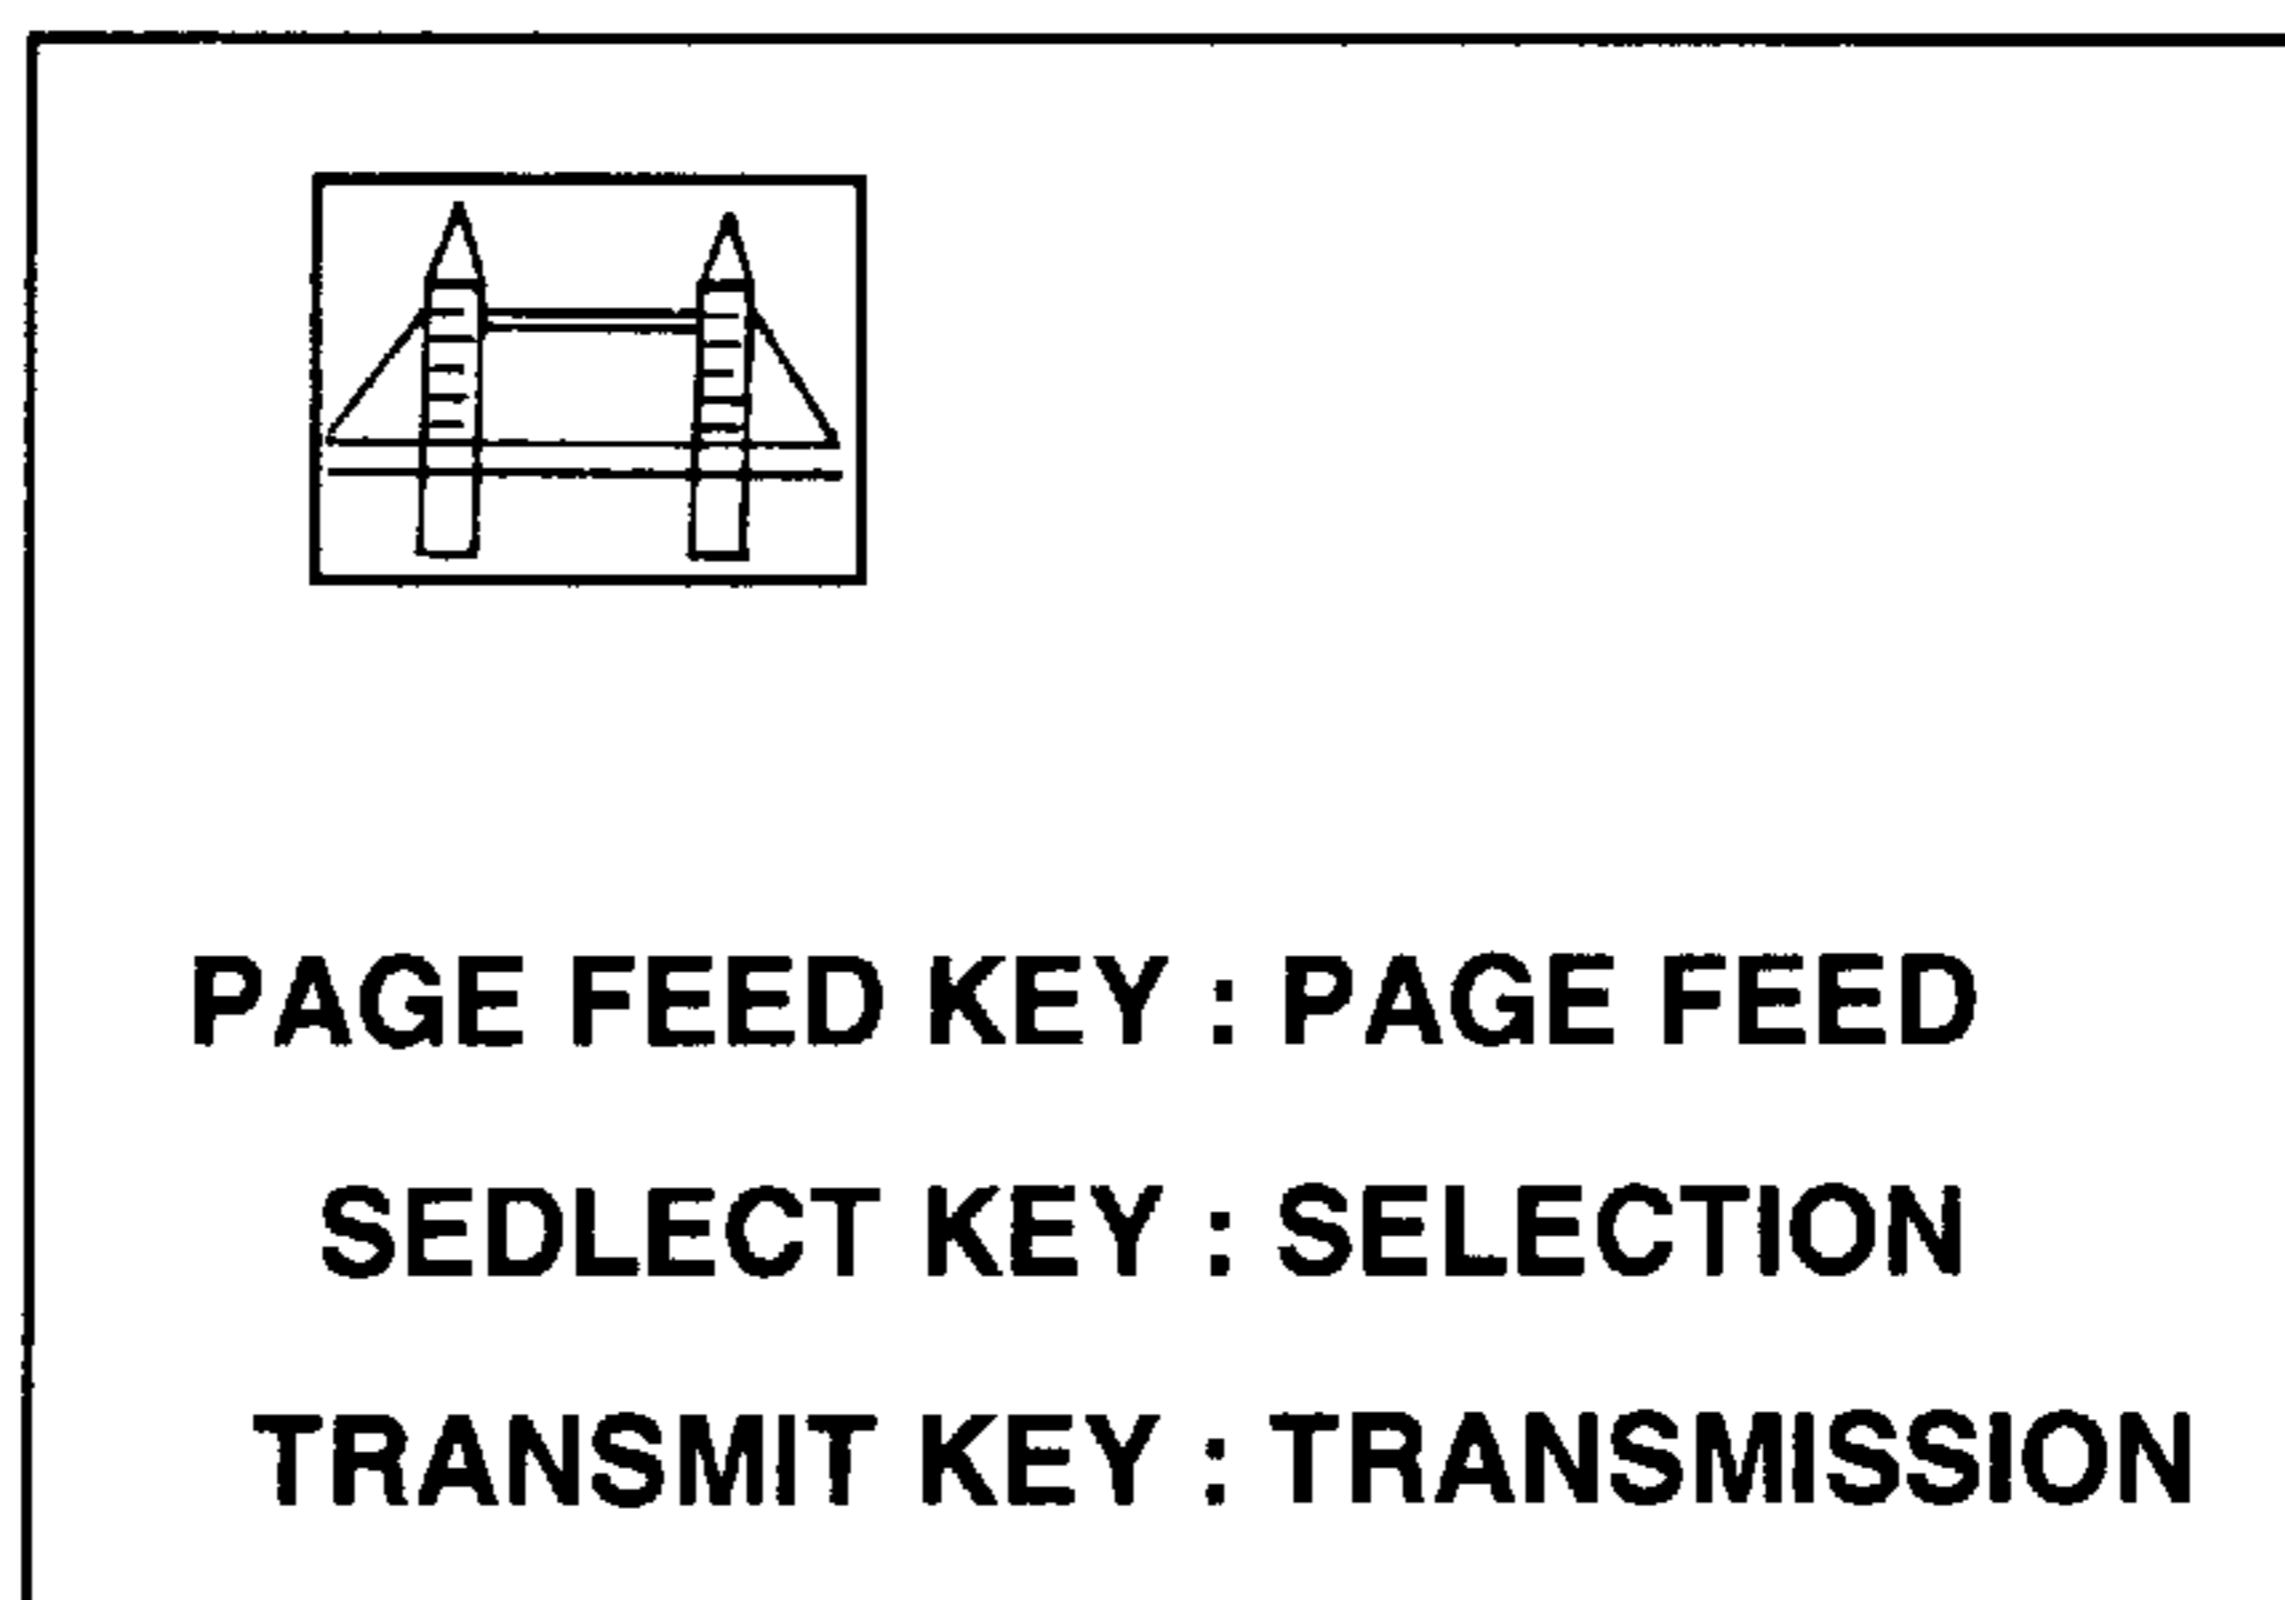 PAGE FEED KEY : PAGE FEED
SEDLECT KEY : SELECTION
TRANSMIT KEY : TRANSMISSION